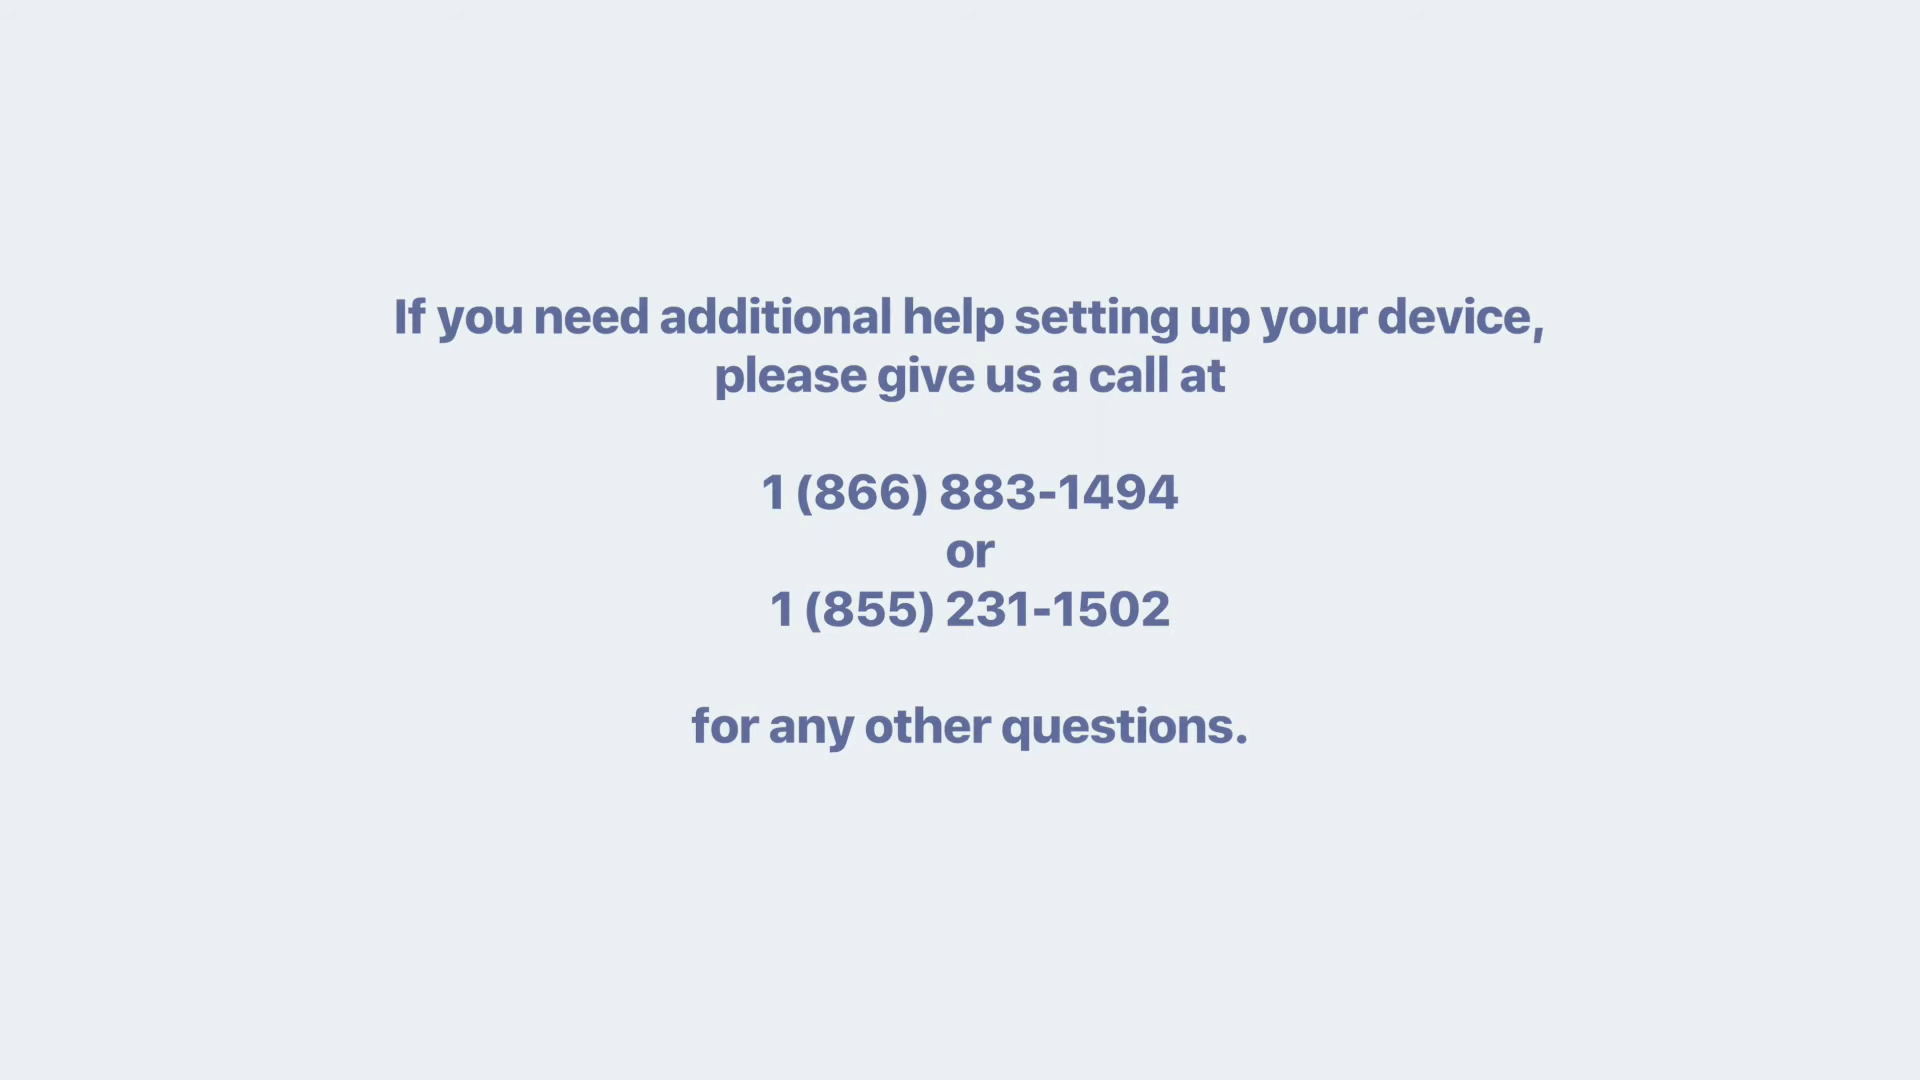 If you need additional help setting up your device,
please give us a call at
1 (866) 883-1494
or
1 (855) 231-1502
for any other questions.